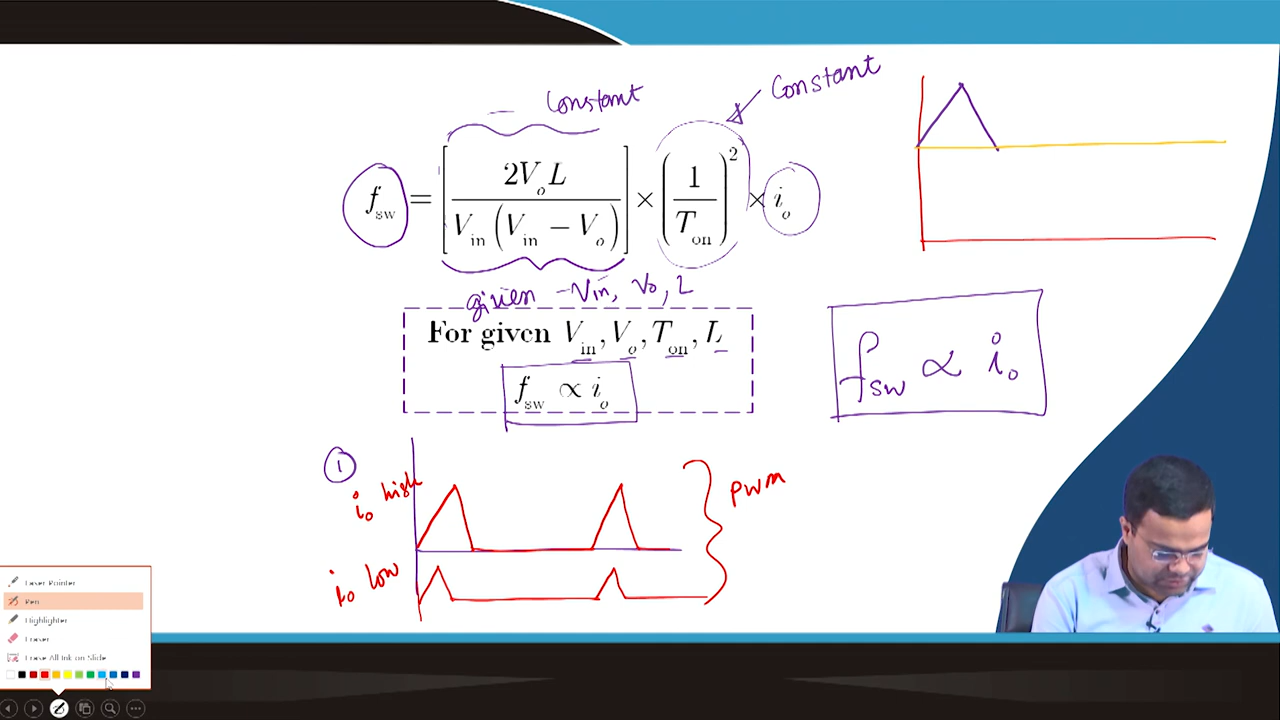 Constant
Constant
f_sw = [2V_o L / V_in (V_in − V_o)] × (1 / T_on)^2 × i_o
given - Vin, Vo, L
For given V_in, V_o, T_on, L
f_sw ∝ i_o
f_sw ∝ i_o
1
i_o high
PWM
i_o low
Laser Pointer
Pen
Highlighter
Eraser
Erase All Ink on Slide